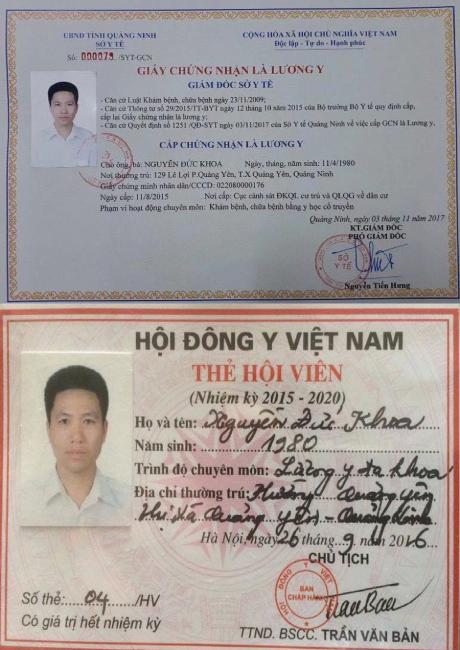 UBND TỈNH QUẢNG NINH
SỞ Y TẾ
CỘNG HÒA XÃ HỘI CHỦ NGHĨA VIỆT NAM
Độc lập - Tự do - Hạnh phúc
Số: 000079/SYT-GCN
GIẤY CHỨNG NHẬN LÀ LƯƠNG Y
GIÁM ĐỐC SỞ Y TẾ
- Căn cứ Luật Khám bệnh, chữa bệnh ngày 23/11/2009;
- Căn cứ Thông tư số 29/2015/TT-BYT ngày 12 tháng 10 năm 2015 của Bộ trưởng Bộ Y tế quy định cấp,
cấp lại Giấy chứng nhận là lương y;
- Căn cứ Quyết định số 1251/QĐ-SYT ngày 03/11/2017 của Sở Y tế Quảng Ninh về việc cấp GCN là Lương y,
CẤP CHỨNG NHẬN LÀ LƯƠNG Y
Cho ông, bà: NGUYỄN ĐỨC KHOA Ngày, tháng, năm sinh: 11/4/1980
Nơi thường trú: 129 Lê Lợi P.Quảng Yên, T.X Quảng Yên, Quảng Ninh
Giấy chứng minh nhân dân/CCCD: 022080000176
Ngày cấp: 11/8/2015 Nơi cấp: Cục cảnh sát ĐKQL cư trú và QLQG về dân cư
Phạm vi hoạt động chuyên môn: Khám bệnh, chữa bệnh bằng y học cổ truyền
Quảng Ninh, ngày 03 tháng 11 năm 2017
KT.GIÁM ĐỐC
PHÓ GIÁM ĐỐC
SỞ
Y TẾ
Nguyễn Tiến Hưng
HỘI ĐÔNG Y VIỆT NAM
THẺ HỘI VIÊN
(Nhiệm kỳ 2015 - 2020)
Họ và tên: Nguyễn Đức Khoa
Năm sinh: 1980
Trình độ chuyên môn: Lương y đa khoa
Địa chỉ thường trú: Phường Quảng Yên
Thị xã Quảng Yên - Quảng Ninh
Hà Nội, ngày 26 tháng 9 năm 2016
CHỦ TỊCH
HỘI ĐÔNG Y VIỆT NAM
BAN
CHẤP HÀNH
Số thẻ: 04 /HV
Có giá trị hết nhiệm kỳ
TTND. BSCC. TRẦN VĂN BẢN